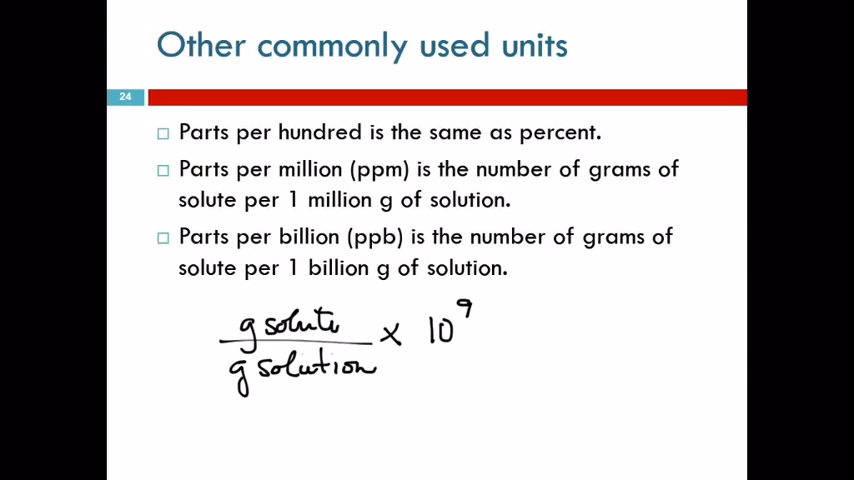 Other commonly used units
24
Parts per hundred is the same as percent.
Parts per million (ppm) is the number of grams of
solute per 1 million g of solution.
Parts per billion (ppb) is the number of grams of
solute per 1 billion g of solution.
g solute
g solution
× 10⁹